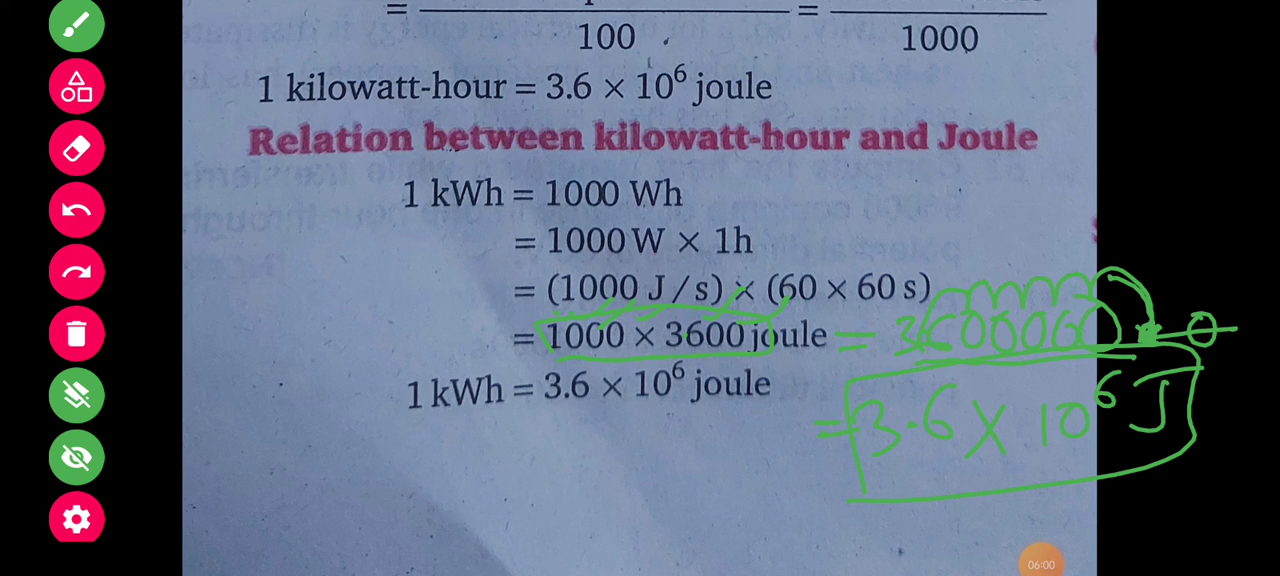 = =
100 1000
1 kilowatt-hour = 3.6 × 10⁶ joule
Relation between kilowatt-hour and Joule
1 kWh = 1000 Wh
= 1000 W × 1h
= (1000 J / s) × (60 × 60 s)
= 1000 × 3600 joule = 3600000
1 kWh = 3.6 × 10⁶ joule
= 3.6 × 10⁶ J
06:00